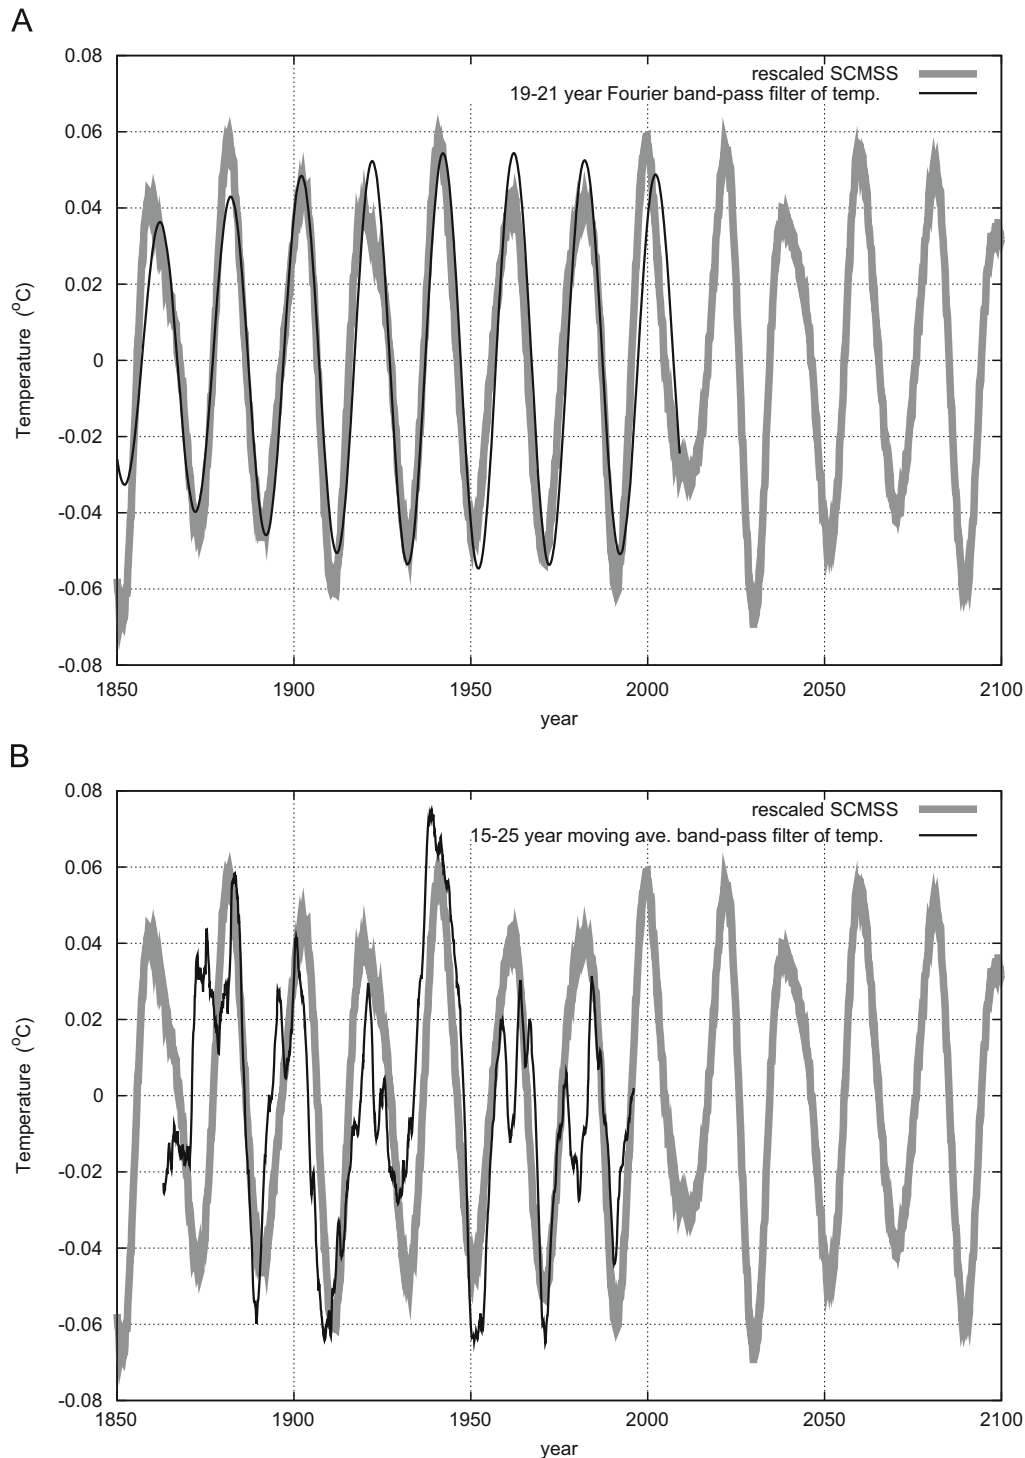 A
0.08
rescaled SCMSS
19-21 year Fourier band-pass filter of temp.
0.06
0.04
0.02
0
-0.02
-0.04
-0.06
-0.08
Temperature (°C)
1850 1900 1950 2000 2050 2100
year
B
0.08
rescaled SCMSS
15-25 year moving ave. band-pass filter of temp.
0.06
0.04
0.02
0
-0.02
-0.04
-0.06
-0.08
Temperature (°C)
1850 1900 1950 2000 2050 2100
year